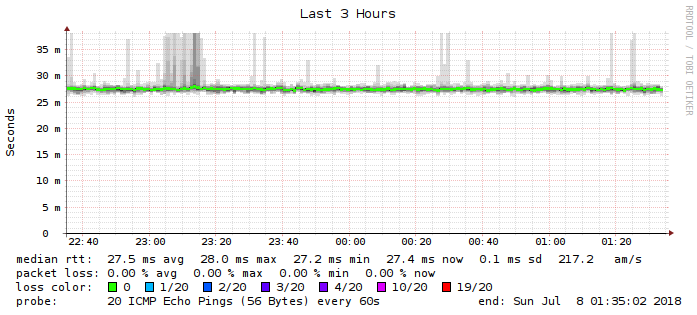 Last 3 Hours
RRDTOOL / TOBI OETIKER
Seconds
35 m
30 m
25 m
20 m
15 m
10 m
5 m
0
22:40 23:00 23:20 23:40 00:00 00:20 00:40 01:00 01:20
median rtt: 27.5 ms avg 28.0 ms max 27.2 ms min 27.4 ms now 0.1 ms sd 217.2 am/s
packet loss: 0.00 % avg 0.00 % max 0.00 % min 0.00 % now
loss color: 0 1/20 2/20 3/20 4/20 10/20 19/20
probe: 20 ICMP Echo Pings (56 Bytes) every 60s end: Sun Jul 8 01:35:02 2018